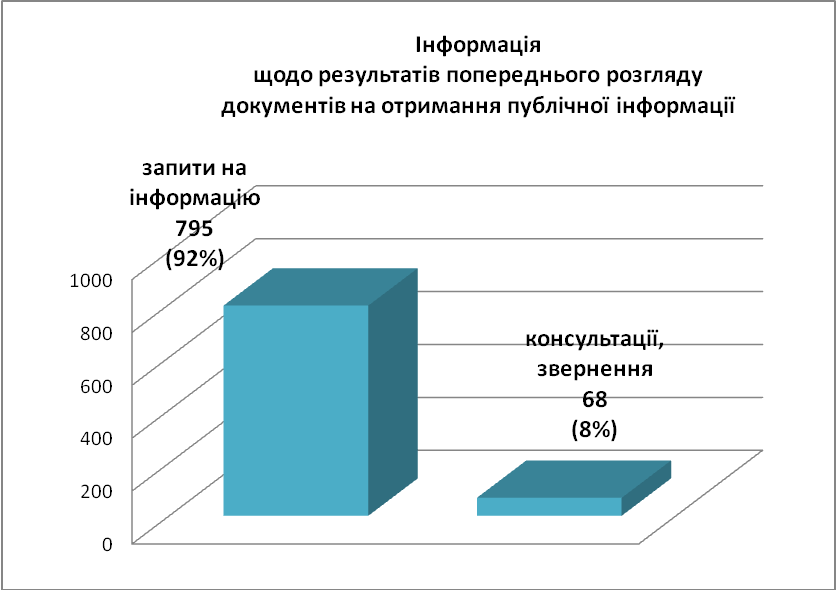 Інформація
щодо результатів попереднього розгляду
документів на отримання публічної інформації
запити на
інформацію
795
(92%)
консультації,
звернення
68
(8%)
1000
800
600
400
200
0